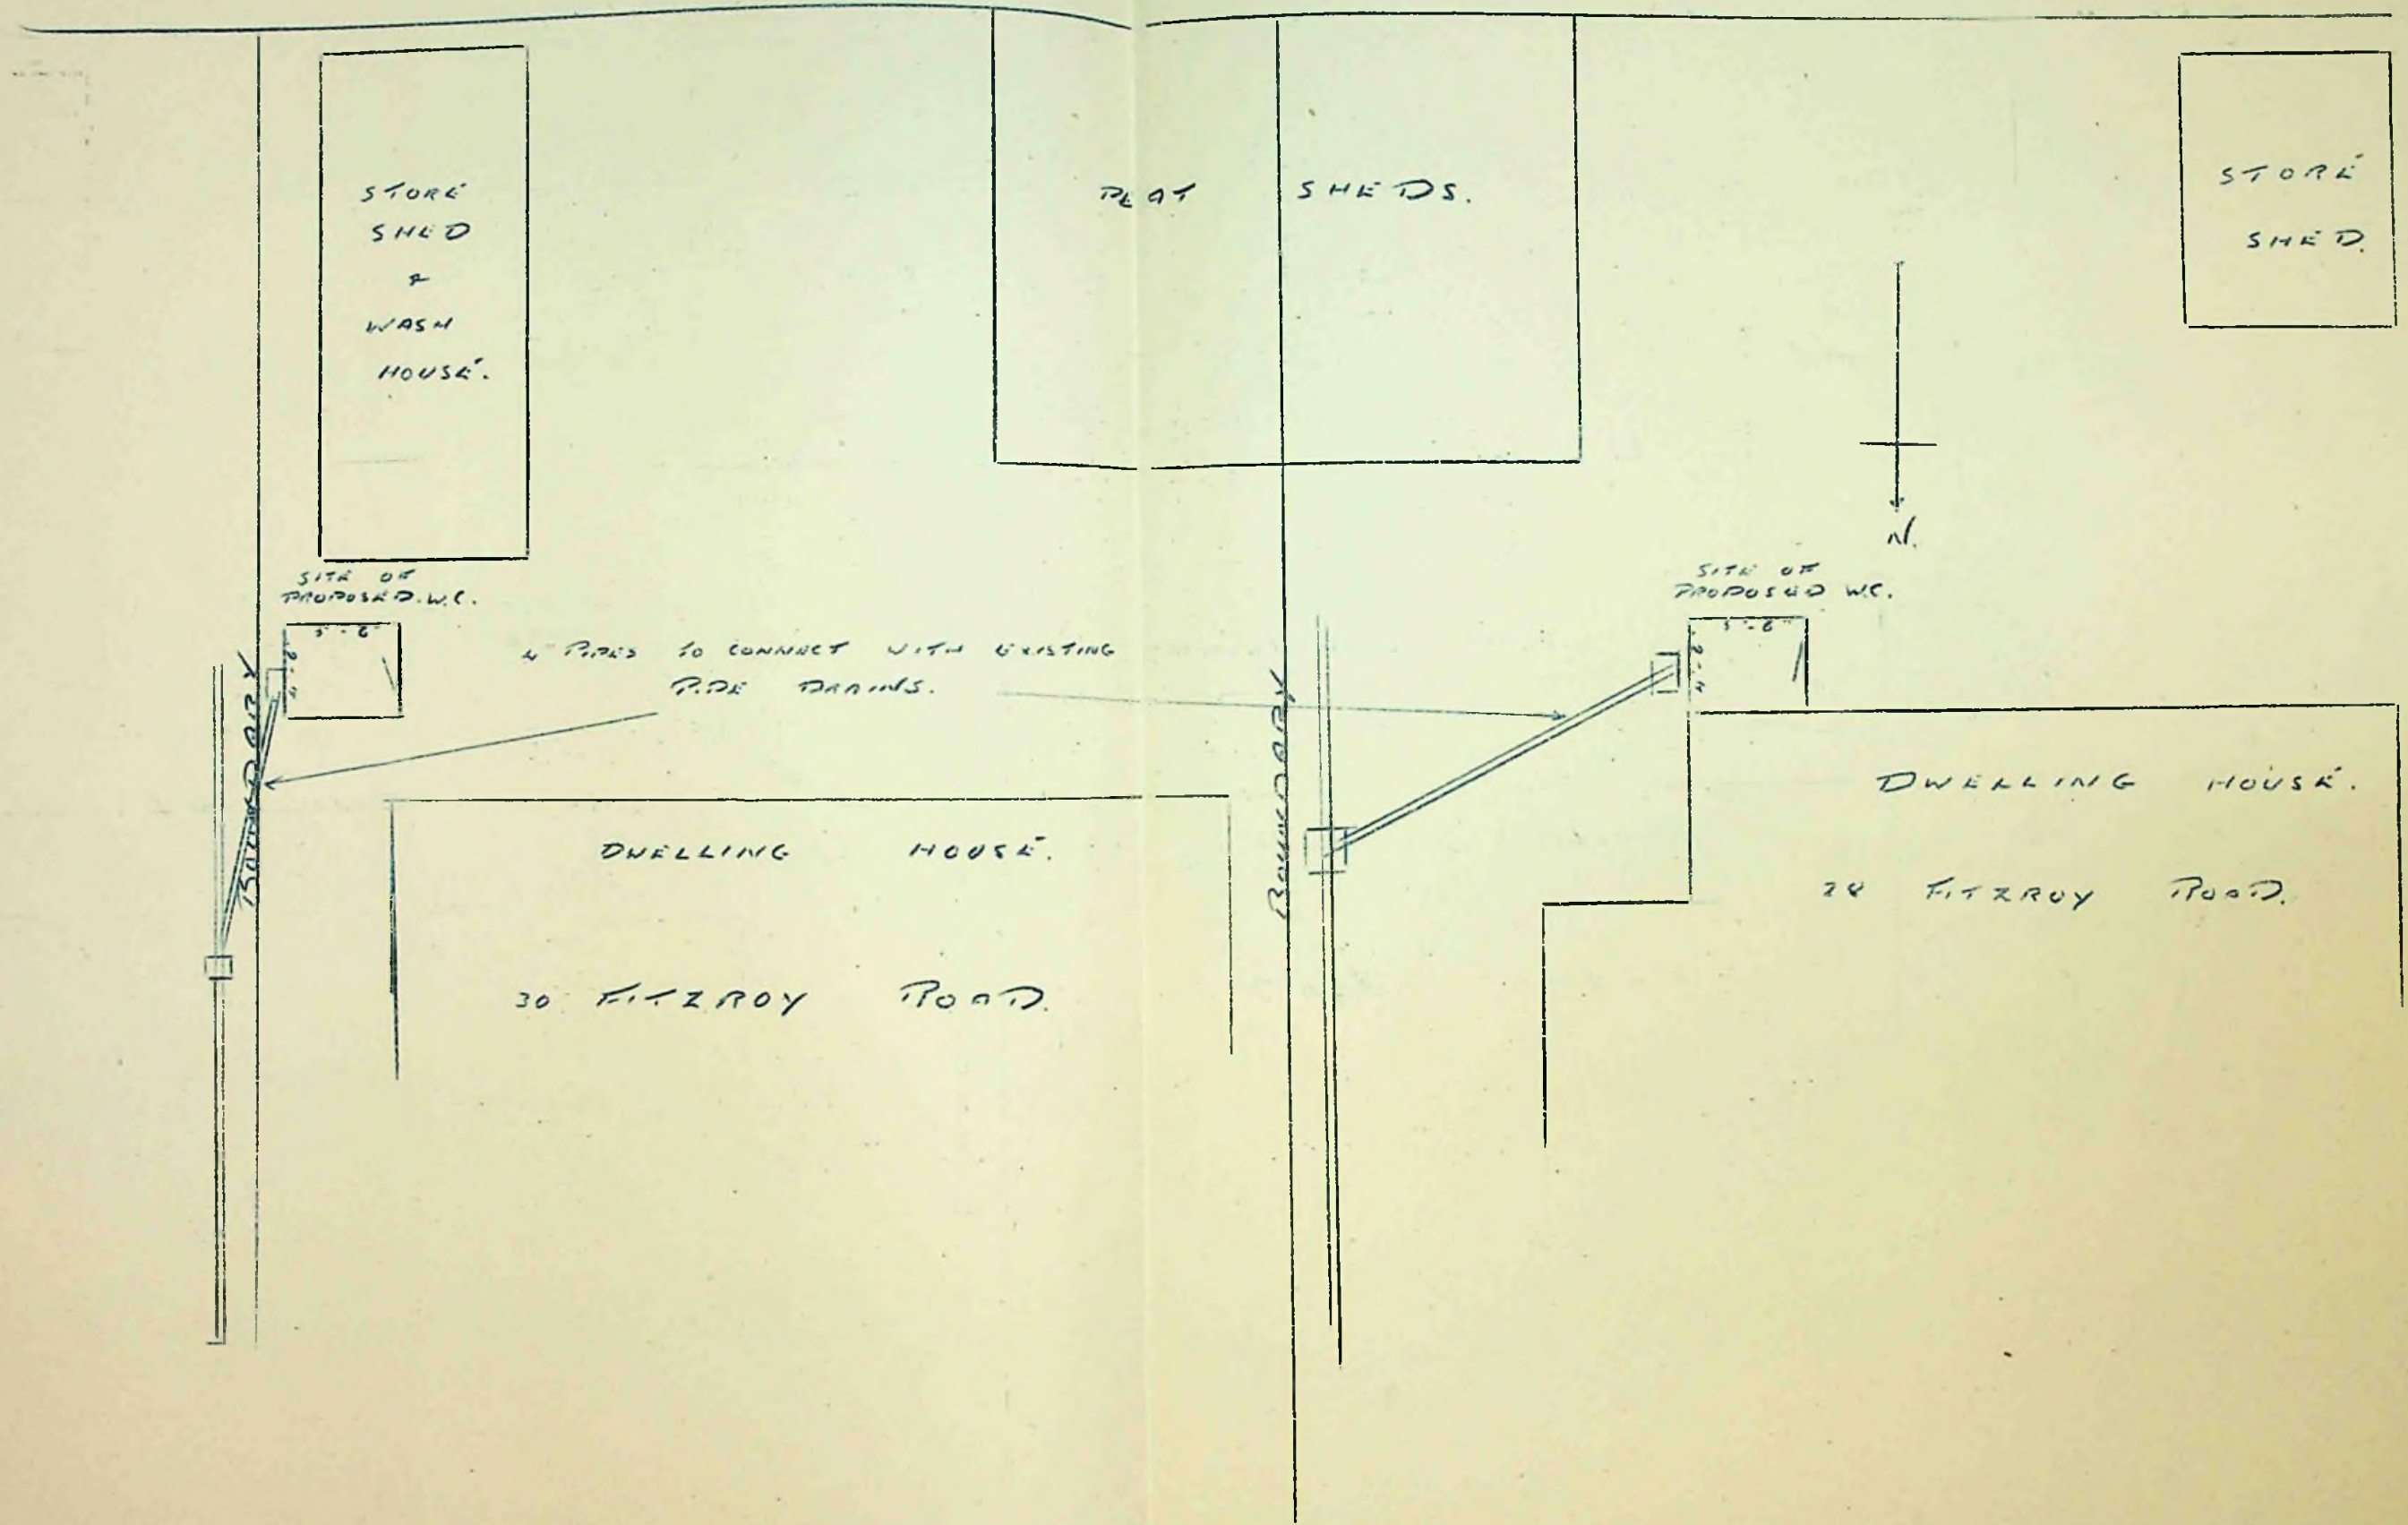 STORE
SHED
&
WASH
HOUSE.
PEAT SHEDS.
STORE
SHED.
N.
SITE OF
PROPOSED. W.C.
SITE OF
PROPOSED W.C.
4" PIPES TO CONNECT WITH EXISTING
PIPE DRAINS.
BOUNDARY
BOUNDARY
DWELLING HOUSE.
30 FITZROY ROAD.
DWELLING HOUSE.
28 FITZROY ROAD.